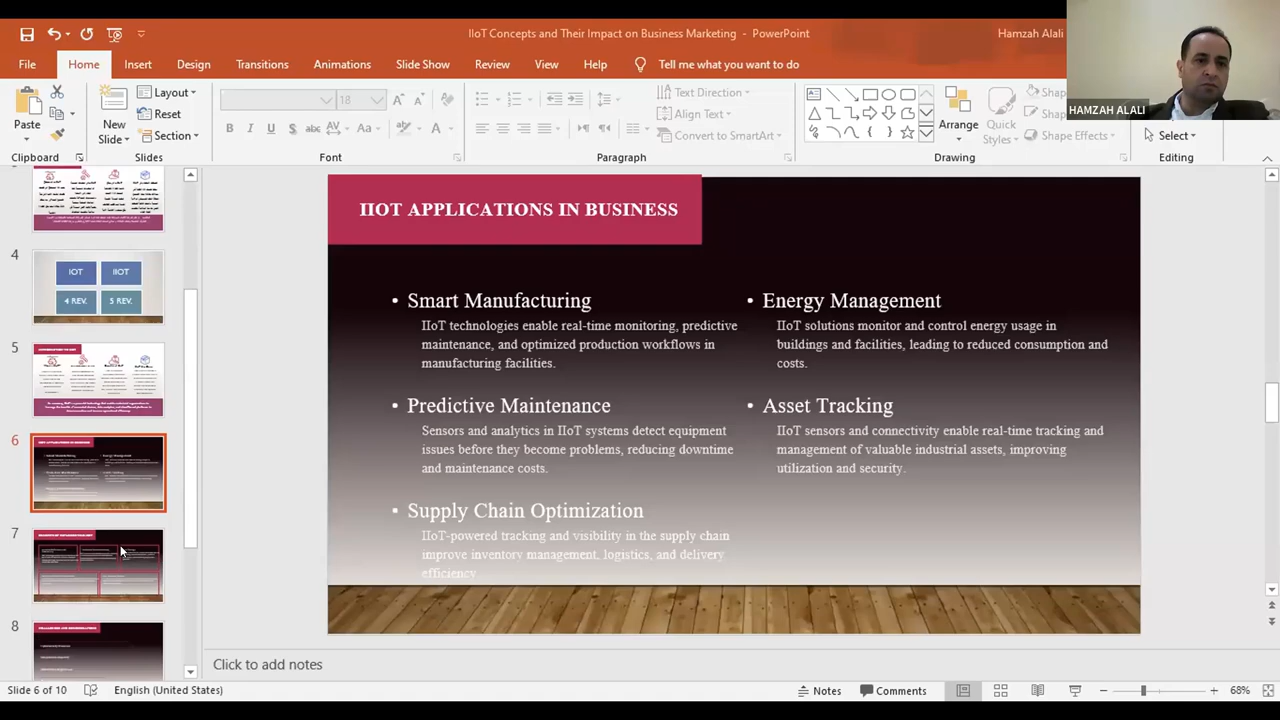 IIoT Concepts and Their Impact on Business Marketing - PowerPoint
Hamzah Alali
File Home Insert Design Transitions Animations Slide Show Review View Help Tell me what you want to do
HAMZAH ALALI
Paste
New
Slide
Layout
Reset
Section
18
B I U S abc AV Aa A
Text Direction
Align Text
Convert to SmartArt
Arrange
Quick
Styles
Shape Effects
Select
Clipboard Slides Font Paragraph Drawing Editing
4
IOT IIOT
4 REV. 5 REV.
5
6
7
8
IIOT APPLICATIONS IN BUSINESS
• Smart Manufacturing
IIoT technologies enable real-time monitoring, predictive
maintenance, and optimized production workflows in
manufacturing facilities.
• Predictive Maintenance
Sensors and analytics in IIoT systems detect equipment
issues before they become problems, reducing downtime
and maintenance costs.
• Supply Chain Optimization
IIoT-powered tracking and visibility in the supply chain
improve inventory management, logistics, and delivery
efficiency
• Energy Management
IIoT solutions monitor and control energy usage in
buildings and facilities, leading to reduced consumption and
costs.
• Asset Tracking
IIoT sensors and connectivity enable real-time tracking and
management of valuable industrial assets, improving
utilization and security.
Click to add notes
Slide 6 of 10 English (United States) Notes Comments 68%